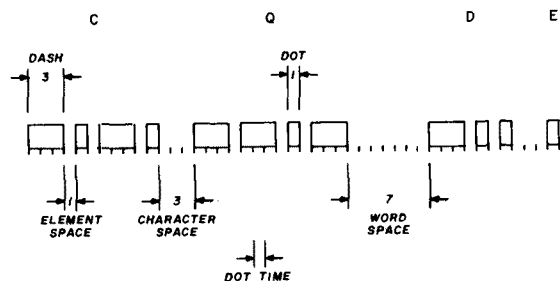 C Q D E
DASH DOT
3 1
1 3 7
ELEMENT SPACE CHARACTER SPACE WORD SPACE
DOT TIME